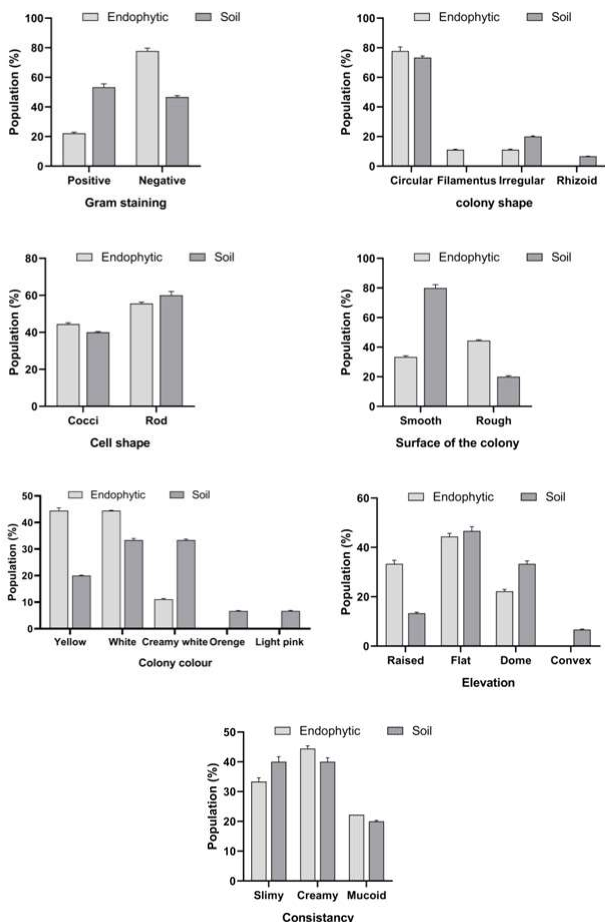 Endophytic Soil
Population (%)
100
80
60
40
20
0
Positive Negative
Gram staining
Endophytic Soil
Population (%)
100
80
60
40
20
0
Circular Filamentus Irregular Rhizoid
colony shape
Endophytic Soil
Population (%)
80
60
40
20
0
Cocci Rod
Cell shape
Endophytic Soil
Population (%)
100
80
60
40
20
0
Smooth Rough
Surface of the colony
Endophytic Soil
Population (%)
50
40
30
20
10
0
Yellow White Creamy white Orenge Light pink
Colony colour
Endophytic Soil
Population (%)
60
40
20
0
Raised Flat Dome Convex
Elevation
Endophytic Soil
Population (%)
50
40
30
20
10
0
Slimy Creamy Mucoid
Consistancy